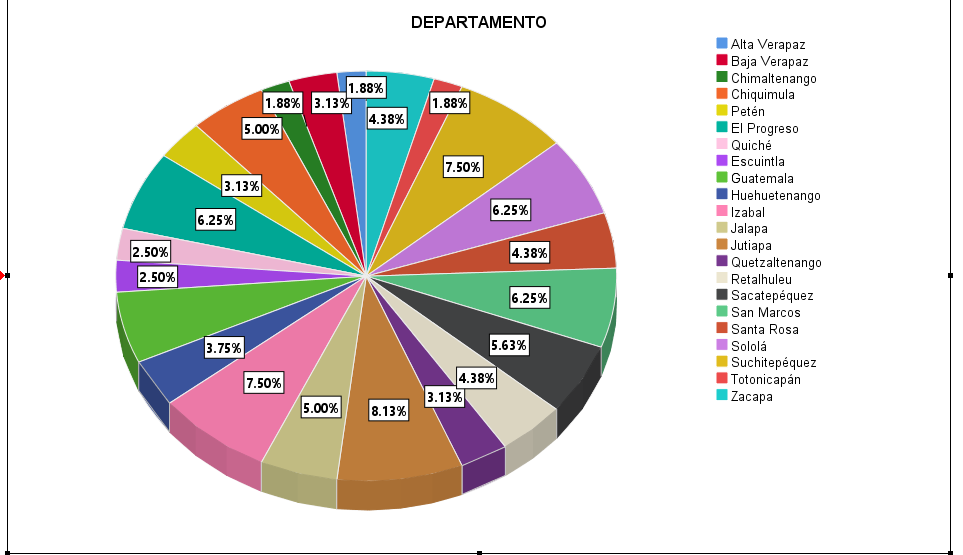 DEPARTAMENTO
Alta Verapaz
Baja Verapaz
Chimaltenango
Chiquimula
Petén
El Progreso
Quiché
Escuintla
Guatemala
Huehuetenango
Izabal
Jalapa
Jutiapa
Quetzaltenango
Retalhuleu
Sacatepéquez
San Marcos
Santa Rosa
Sololá
Suchitepéquez
Totonicapán
Zacapa
1.88%
3.13%
1.88%
5.00%
3.13%
6.25%
2.50%
2.50%
3.75%
7.50%
5.00%
8.13%
3.13%
4.38%
5.63%
6.25%
4.38%
6.25%
7.50%
1.88%
4.38%